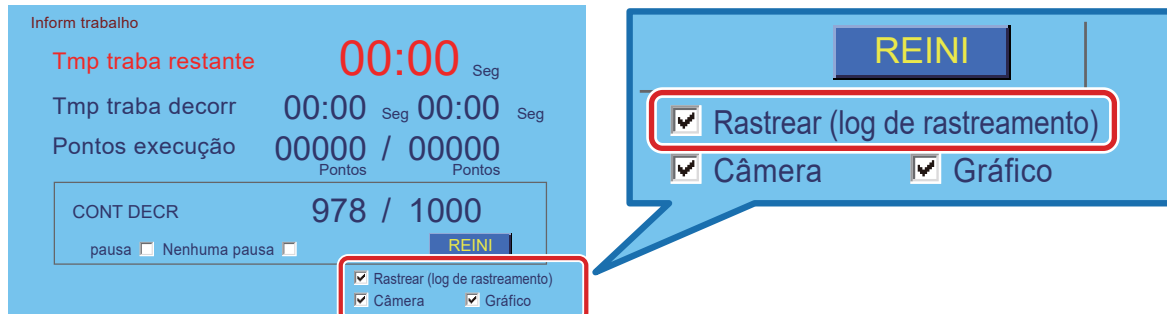 Inform trabalho
Tmp traba restante 00:00 Seg
Tmp traba decorr 00:00 Seg 00:00 Seg
Pontos execução 00000 / 00000
Pontos Pontos
CONT DECR 978 / 1000
pausa Nenhuma pausa REINI
Rastrear (log de rastreamento)
Câmera Gráfico
REINI
Rastrear (log de rastreamento)
Câmera Gráfico